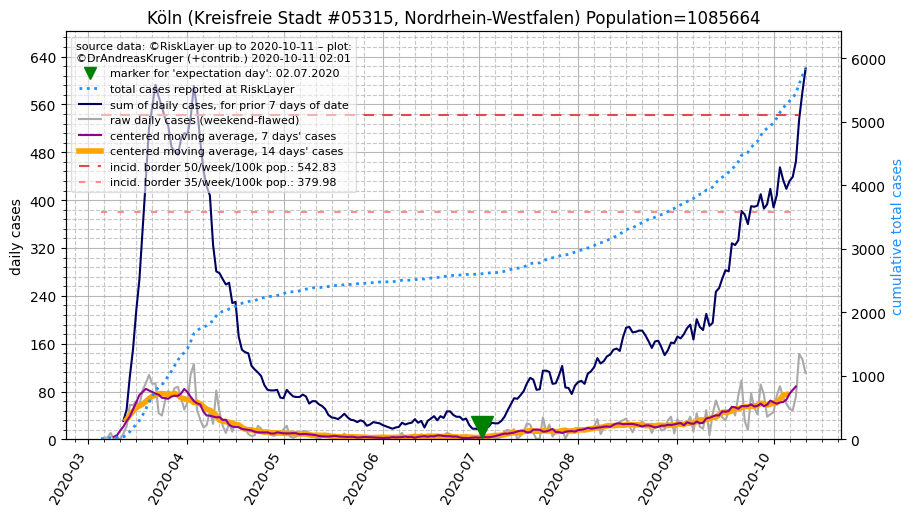 Köln (Kreisfreie Stadt #05315, Nordrhein-Westfalen) Population=1085664
source data: ©RiskLayer up to 2020-10-11 – plot:
©DrAndreasKruger (+contrib.) 2020-10-11 02:01
marker for 'expectation day': 02.07.2020
total cases reported at RiskLayer
sum of daily cases, for prior 7 days of date
raw daily cases (weekend-flawed)
centered moving average, 7 days' cases
centered moving average, 14 days' cases
incid. border 50/week/100k pop.: 542.83
incid. border 35/week/100k pop.: 379.98
daily cases
640
560
480
400
320
240
160
80
0
cumulative total cases
6000
5000
4000
3000
2000
1000
0
2020-03
2020-04
2020-05
2020-06
2020-07
2020-08
2020-09
2020-10